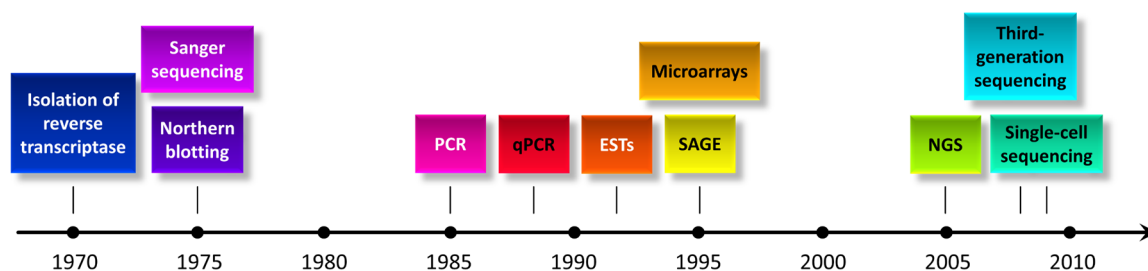 Isolation of
reverse
transcriptase
Sanger
sequencing
Northern
blotting
PCR
qPCR
ESTs
Microarrays
SAGE
NGS
Third-
generation
sequencing
Single-cell
sequencing
1970
1975
1980
1985
1990
1995
2000
2005
2010